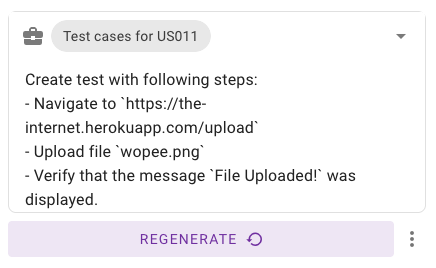 Test cases for US011
Create test with following steps:
- Navigate to `https://the-
internet.herokuapp.com/upload`
- Upload file `wopee.png`
- Verify that the message `File Uploaded!` was
displayed.
REGENERATE